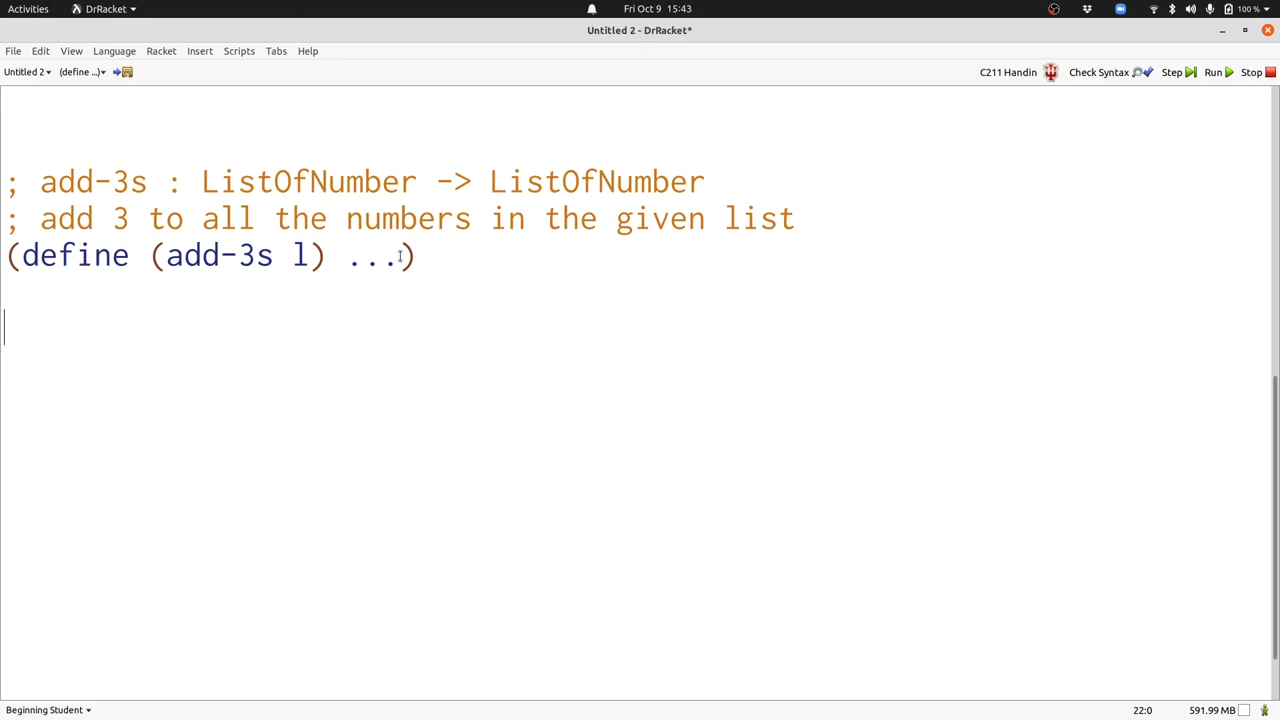 Activities DrRacket Fri Oct 9 15:43 100 %
Untitled 2 - DrRacket*
File Edit View Language Racket Insert Scripts Tabs Help
Untitled 2 (define ...) C211 Handin Check Syntax Step Run Stop
; add-3s : ListOfNumber -> ListOfNumber
; add 3 to all the numbers in the given list
(define (add-3s l) ...)
Beginning Student 22:0 591.99 MB